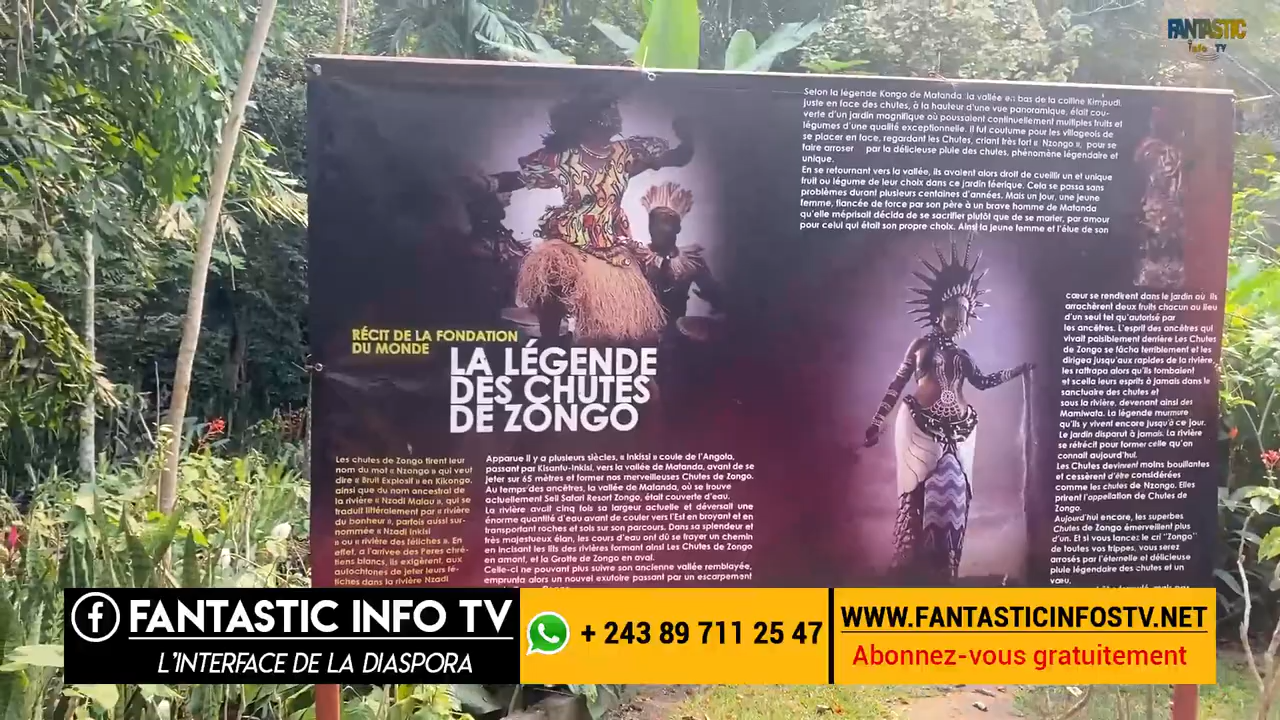 FANTASTIC
Info TV
Selon la légende Kongo de Matanda, la vallée en bas de la colline Kimpudi,
juste en face des chutes, à la hauteur d'une vue panoramique, était cou-
verte d'un jardin magnifique où poussaient continuellement multiples fruits et
légumes d'une qualité exceptionnelle. Il fut coutume pour les villageois de
se placer en face, regardant les Chutes, criant très fort « Nzongo », pour se
faire arroser par la délicieuse pluie des chutes, phénomène légendaire et
unique.
En se retournant vers la vallée, ils avaient alors droit de cueillir un et unique
fruit ou légume de leur choix dans ce jardin féerique. Cela se passa sans
problèmes durant plusieurs centaines d'années. Mais un jour, une jeune
femme, fiancée de force par son père à un brave homme de Matanda
qu'elle méprisait décida de se sacrifier plutôt que de se marier, par amour
pour celui qui était son propre choix. Ainsi la jeune femme et l'élue de son
cœur se rendirent dans le jardin où ils
arrachèrent deux fruits chacun au lieu
d'un seul tel qu'autorisé par
les ancêtres. L'esprit des ancêtres qui
vivait paisiblement derrière Les Chutes
de Zongo se fâcha terriblement et les
dirigea jusqu'aux rapides de la rivière,
les rattrapa alors qu'ils tombaient
et scella leurs esprits à jamais dans le
sanctuaire des chutes et
sous la rivière, devenant ainsi des
Mamiwata. La légende murmure
qu'ils y vivent encore jusqu'à ce jour.
Le jardin disparut à jamais. La rivière
se rétrécit pour former celle qu'on
connait aujourd'hui.
Les Chutes devinrent moins bouillantes
et cessèrent d'être considérées
comme les chutes de Nzongo. Elles
prirent l'appellation de Chutes de
Zongo.
Aujourd'hui encore, les superbes
Chutes de Zongo émerveillent plus
d'un. Et si vous lancez le cri "Zongo"
de toutes vos trippes, vous serez
arrosés par l'éternelle et délicieuse
pluie légendaire des chutes et un
vœu.
RÉCIT DE LA FONDATION
DU MONDE
LA LÉGENDE
DES CHUTES
DE ZONGO
Les chutes de Zongo tirent leur
nom du mot « Nzongo » qui veut
dire « Bruit Explosif » en Kikongo,
ainsi que du nom ancestral de
la rivière « Nzadi Malau », qui se
traduit littéralement par « rivière
du bonheur », parfois aussi sur-
nommée « Nzadi Inkisi
» ou « rivière des fétiches ». En
effet, a l'arrivée des Peres chré-
tiens blancs, ils exigèrent, aux
autochtones de jeter leurs fé-
tiches dans la rivière Nzadi
Apparue il y a plusieurs siècles, « Inkissi » coule de l'Angola,
passant par Kisantu-Inkisi, vers la vallée de Matanda, avant de se
jeter sur 65 mètres et former nos merveilleuses Chutes de Zongo.
Au temps des ancêtres, la vallée de Matanda, où se trouve
actuellement Seli Safari Resort Zongo, était couverte d'eau.
La rivière avait cinq fois sa largeur actuelle et déversait une
énorme quantité d'eau avant de couler vers l'Est en broyant et en
transportant roches et sols sur son parcours. Dans sa splendeur et
très majestueux élan, les cours d'eau ont dû se frayer un chemin
en incisant les lits des rivières formant ainsi Les Chutes de Zongo
en amont, et la Grotte de Zongo en aval.
Celle-ci ne pouvant plus suivre son ancienne vallée remblayée,
emprunta alors un nouvel exutoire passant par un escarpement
FANTASTIC INFO TV
L'INTERFACE DE LA DIASPORA
+ 243 89 711 25 47
WWW.FANTASTICINFOSTV.NET
Abonnez-vous gratuitement